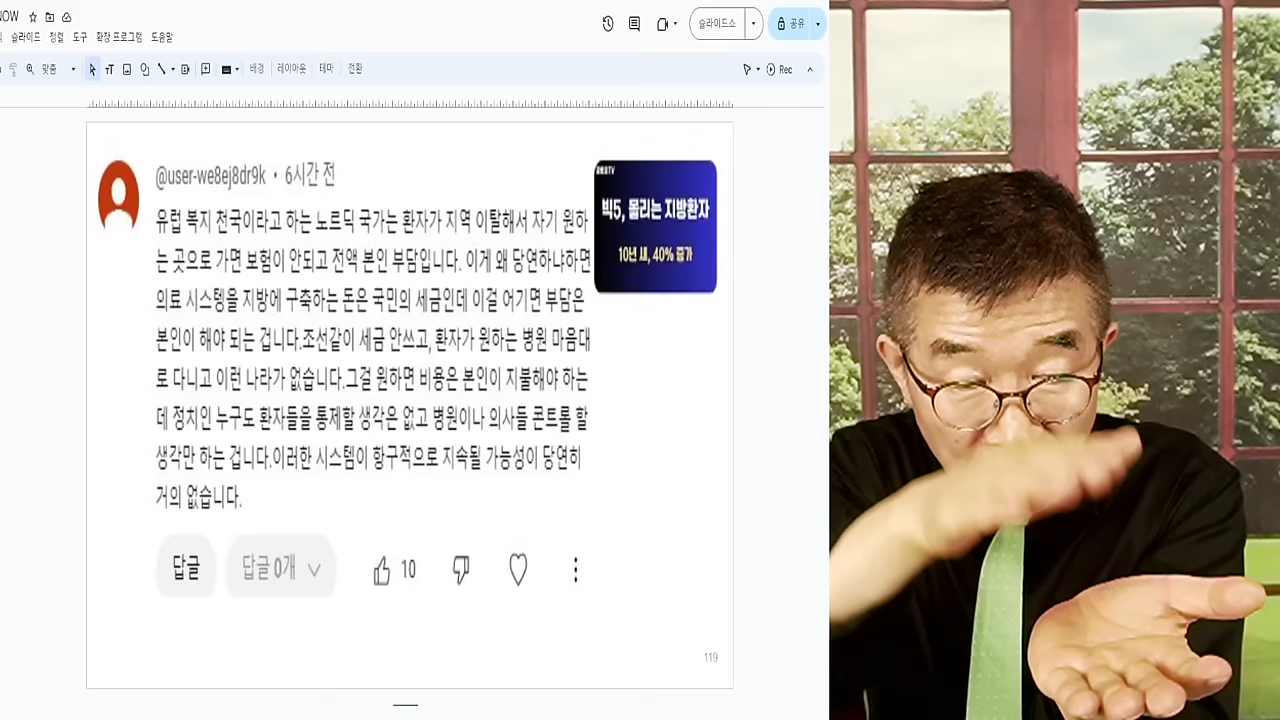 NOW
슬라이드 정렬 도구 확장 프로그램 도움말
슬라이드쇼
공유
맞춤
배경 레이아웃 테마 전환
Rec
@user-we8ej8dr9k • 6시간 전
유럽 복지 천국이라고 하는 노르딕 국가는 환자가 지역 이탈해서 자기 원하
는 곳으로 가면 보험이 안되고 전액 본인 부담입니다. 이게 왜 당연하냐하면
의료 시스템을 지방에 구축하는 돈은 국민의 세금인데 이걸 어기면 부담은
본인이 해야 되는 겁니다.조선같이 세금 안쓰고, 환자가 원하는 병원 마음대
로 다니고 이런 나라가 없습니다.그걸 원하면 비용은 본인이 지불해야 하는
데 정치인 누구도 환자들을 통제할 생각은 없고 병원이나 의사들 콘트롤 할
생각만 하는 겁니다.이러한 시스템이 항구적으로 지속될 가능성이 당연히
거의 없습니다.
빅5, 몰리는 지방환자
10년 새, 40% 증가
답글
답글 0개
10
119